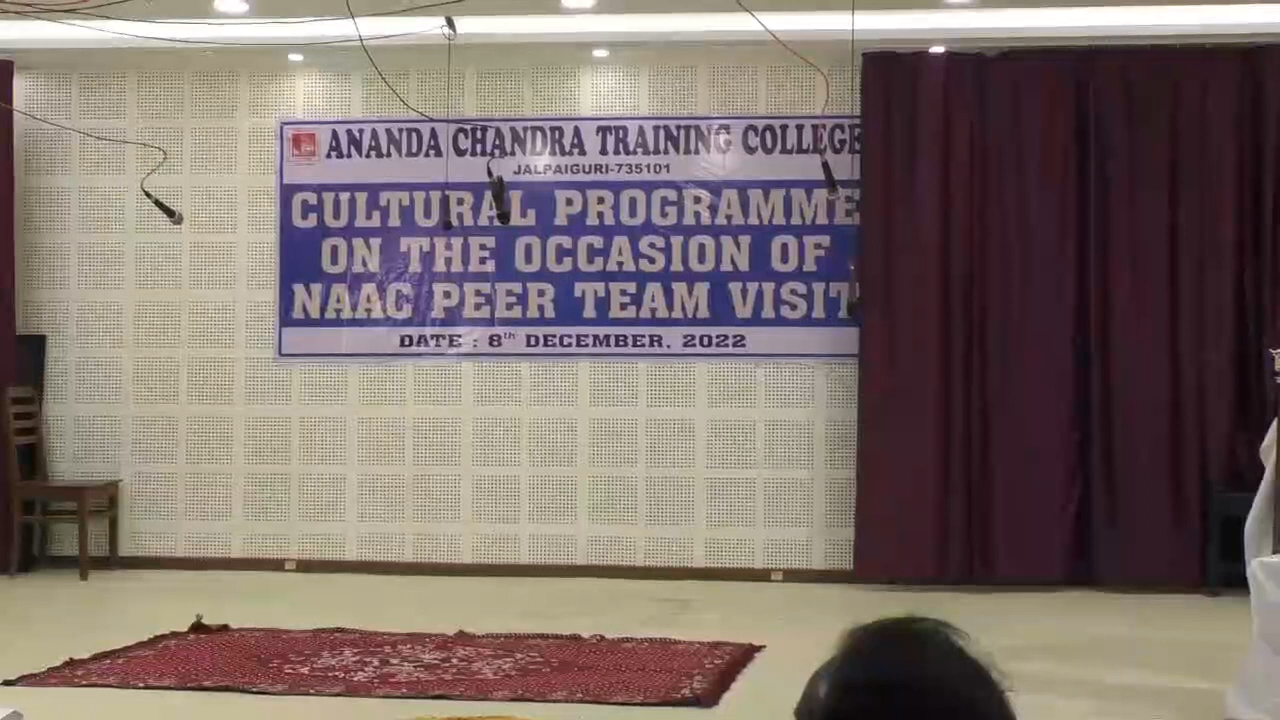 ANANDA CHANDRA TRAINING COLLEGE
JALPAIGURI-735101
CULTURAL PROGRAMME
ON THE OCCASION OF
NAAC PEER TEAM VISIT
DATE : 8th DECEMBER, 2022